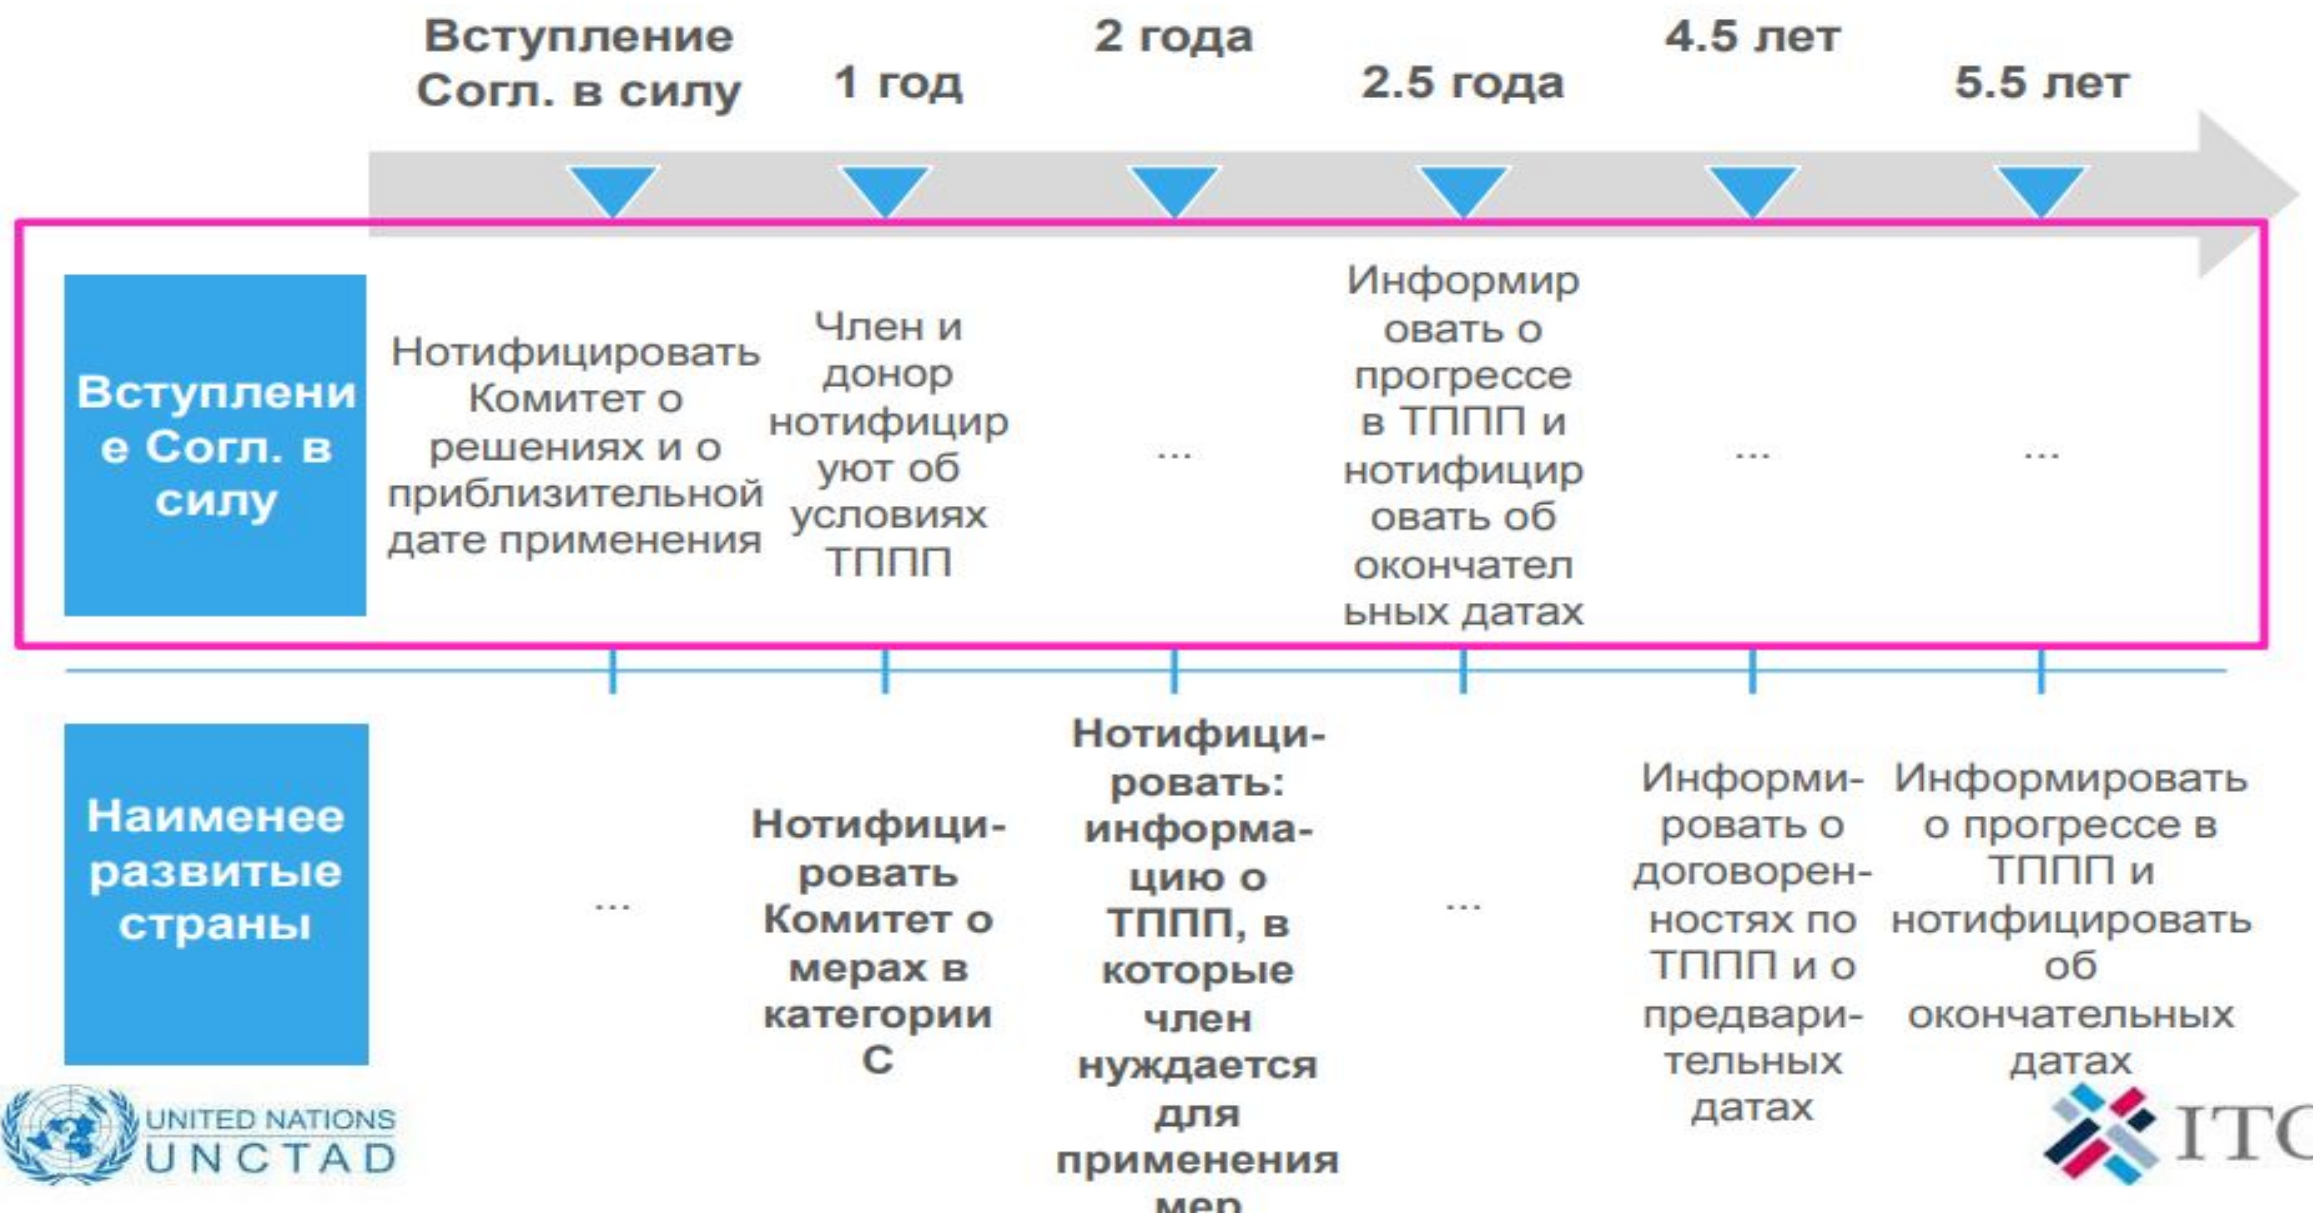 Вступление
Согл. в силу
1 год
2 года
2.5 года
4.5 лет
5.5 лет
Вступлени
е Согл. в
силу
Нотифицировать
Комитет о
решениях и о
приблизительной
дате применения
Член и
донор
нотифицир
уют об
условиях
ТППП
...
Информир
овать о
прогрессе
в ТППП и
нотифицир
овать об
окончател
ьных датах
...
...
Наименее
развитые
страны
...
Нотифици-
ровать
Комитет о
мерах в
категории
С
Нотифици-
ровать:
информа-
цию о
ТППП, в
которые
член
нуждается
для
применения
мер
...
Информи-
ровать о
договорен-
ностях по
ТППП и о
предвари-
тельных
датах
Информировать
о прогрессе в
ТППП и
нотифицировать
об
окончательных
датах
UNITED NATIONS
UNCTAD
ITC